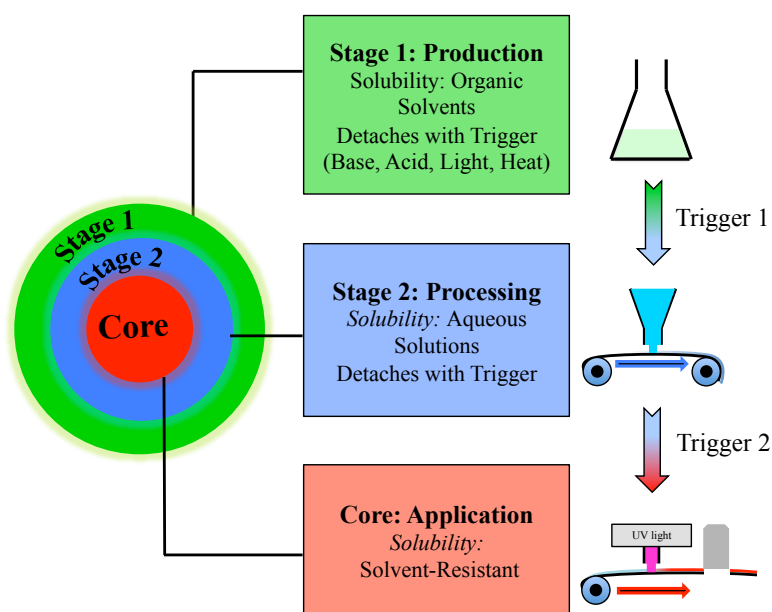 Stage 1: Production
Solubility: Organic
Solvents
Detaches with Trigger
(Base, Acid, Light, Heat)
Trigger 1
Stage 1
Stage 2
Core
Stage 2: Processing
Solubility: Aqueous
Solutions
Detaches with Trigger
Trigger 2
Core: Application
Solubility:
Solvent-Resistant
UV light